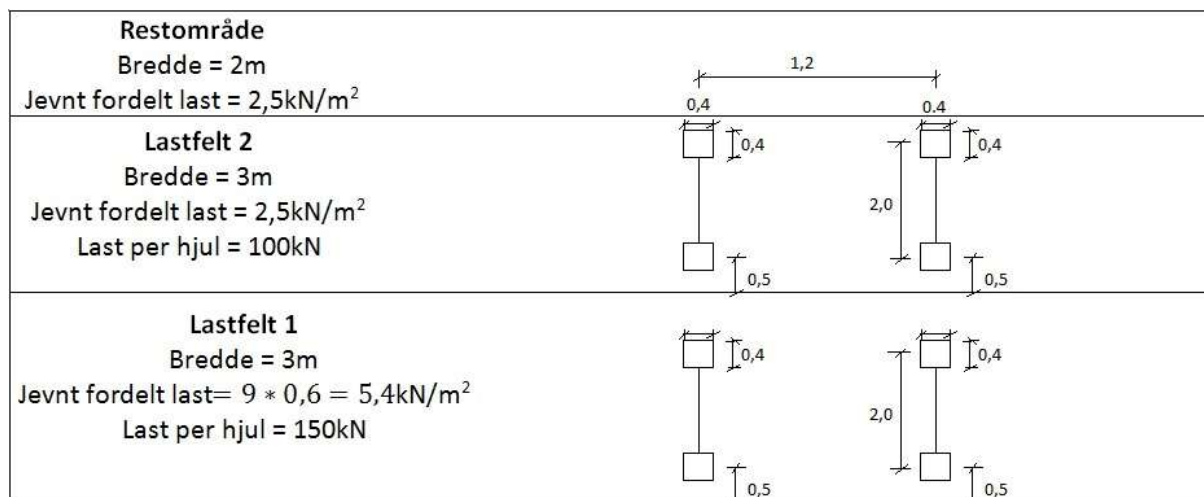 Restområde
Bredde = 2m
Jevnt fordelt last = 2,5kN/m²
1,2
0,4
0.4
Lastfelt 2
Bredde = 3m
Jevnt fordelt last = 2,5kN/m²
Last per hjul = 100kN
0,4
0,4
2,0
0,5
0,5
Lastfelt 1
Bredde = 3m
Jevnt fordelt last= 9 * 0,6 = 5,4kN/m²
Last per hjul = 150kN
0,4
0,4
2,0
0,5
0,5